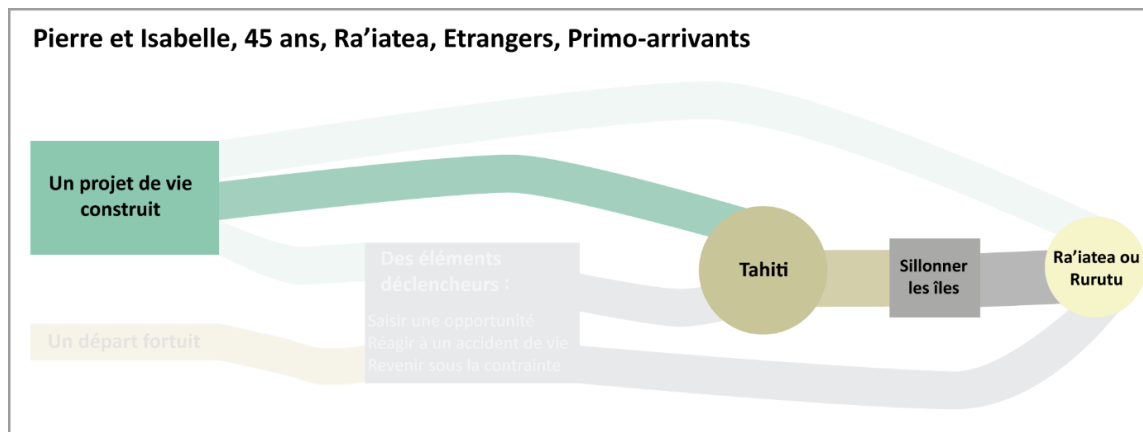 Pierre et Isabelle, 45 ans, Ra’iatea, Etrangers, Primo-arrivants
Un projet de vie
construit
Des éléments
déclencheurs :
Saisir une opportunité
Réagir à un accident de vie
Revenir sous la contrainte
Un départ fortuit
Tahiti
Sillonner
les îles
Ra’iatea ou
Rurutu